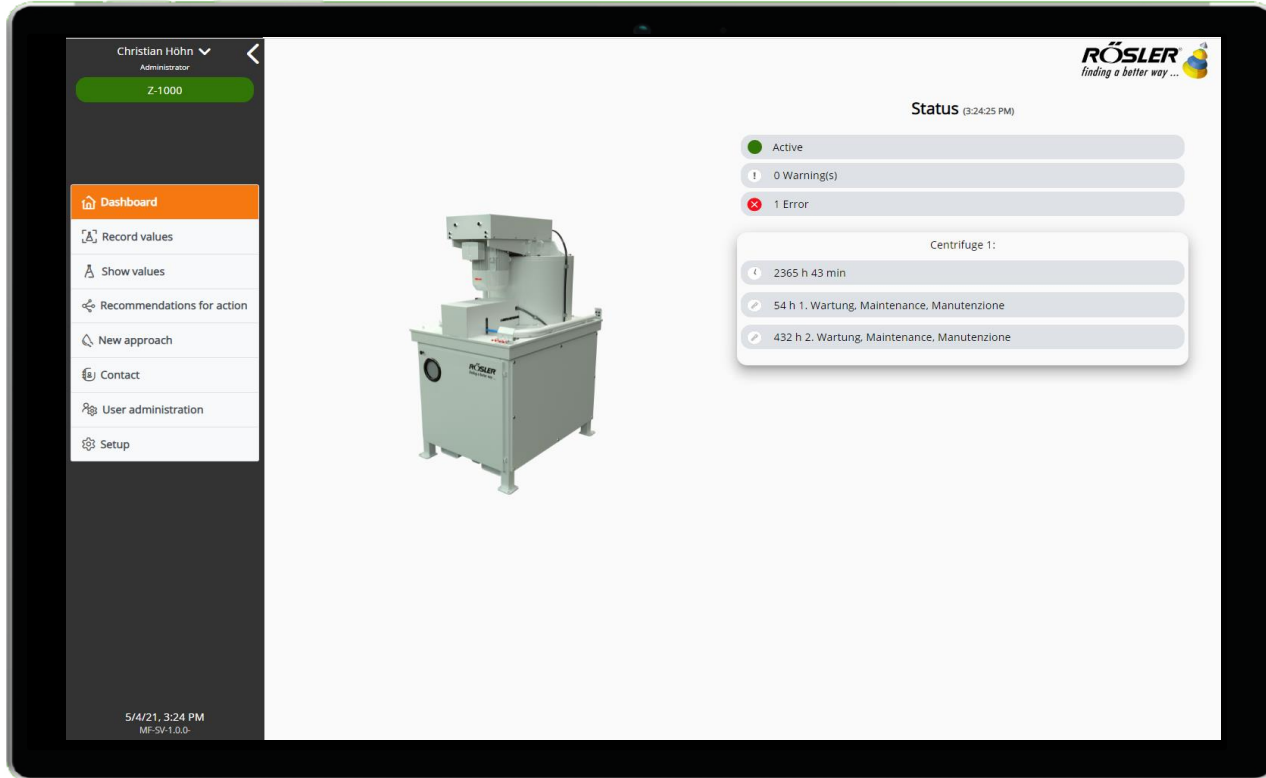 Christian Höhn
Administrator
Z-1000
Dashboard
Record values
Show values
Recommendations for action
New approach
Contact
User administration
Setup
5/4/21, 3:24 PM
MF-SV-1.0.0-
RÖSLER
finding a better way ...
RÖSLER
Status (3:24:25 PM)
Active
0 Warning(s)
1 Error
Centrifuge 1:
2365 h 43 min
54 h 1. Wartung, Maintenance, Manutenzione
432 h 2. Wartung, Maintenance, Manutenzione